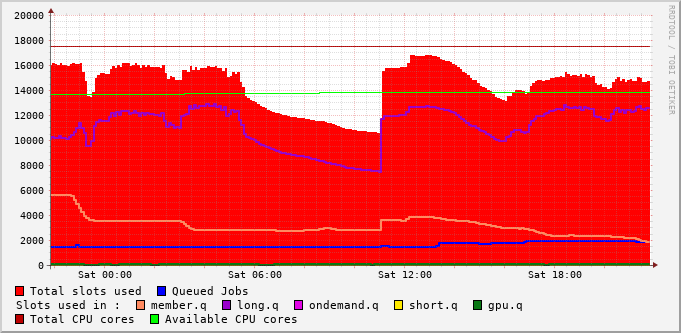 20000
18000
16000
14000
12000
10000
8000
6000
4000
2000
0
Sat 00:00 Sat 06:00 Sat 12:00 Sat 18:00
RRDTOOL / TOBI OETIKER
Total slots used Queued Jobs
Slots used in : member.q long.q ondemand.q short.q gpu.q
Total CPU cores Available CPU cores